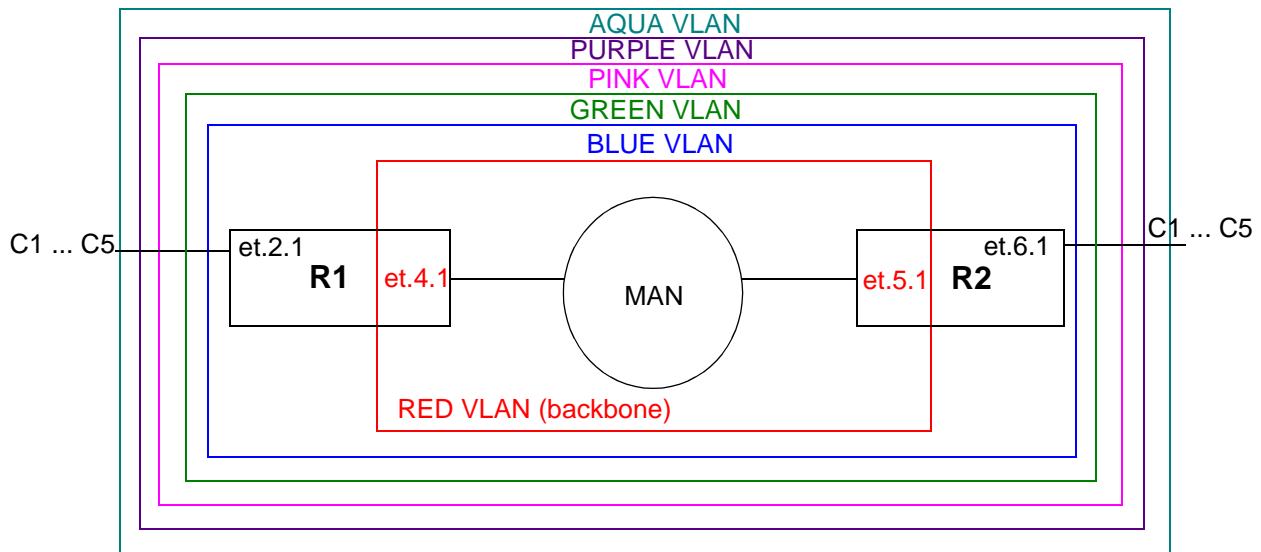 AQUA VLAN
PURPLE VLAN
PINK VLAN
GREEN VLAN
BLUE VLAN
C1 ... C5
et.2.1
R1
et.4.1
MAN
et.5.1
R2
et.6.1
C1 ... C5
RED VLAN (backbone)